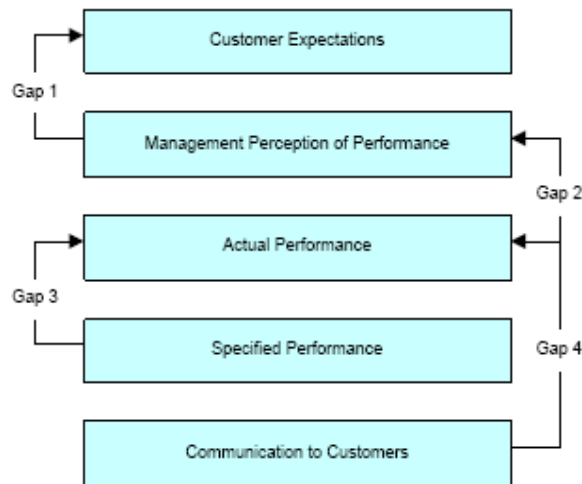 Customer Expectations
Gap 1
Management Perception of Performance
Gap 2
Actual Performance
Gap 3
Specified Performance
Gap 4
Communication to Customers